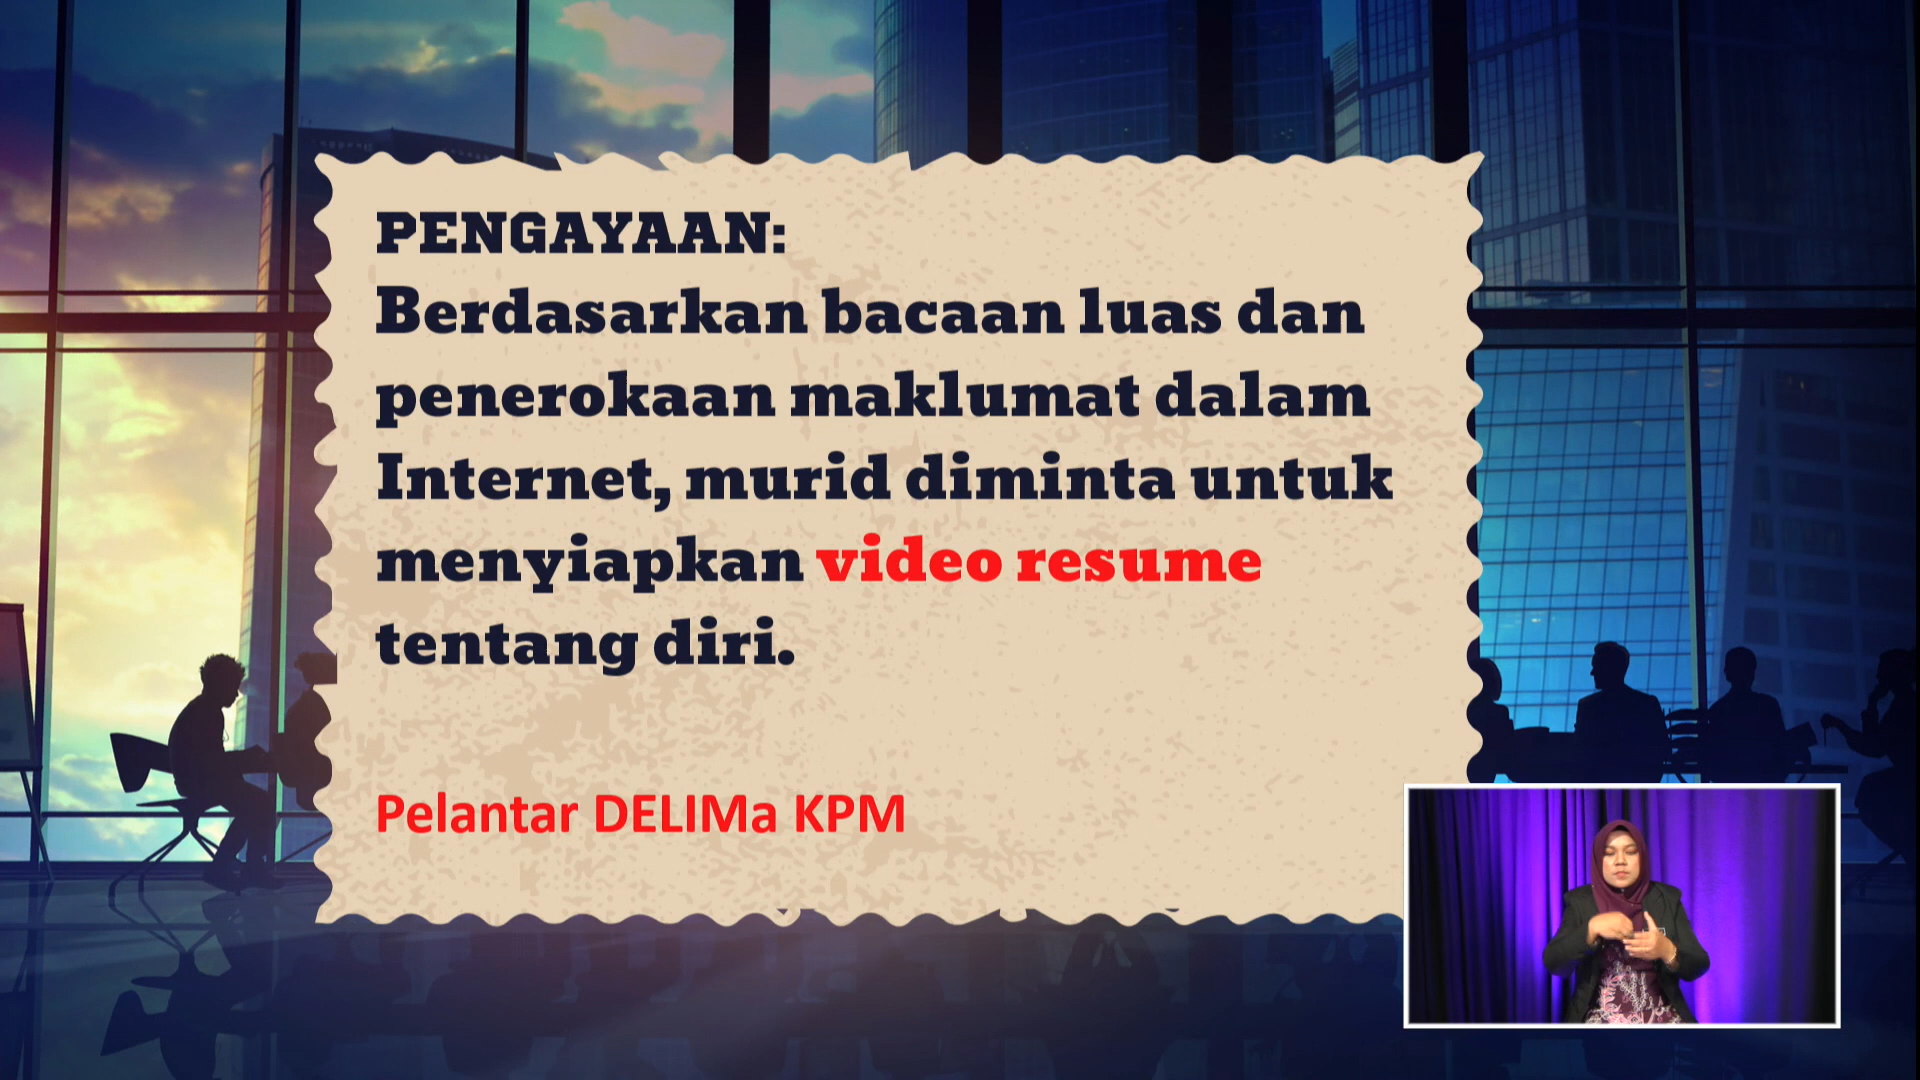 PENGAYAAN:
Berdasarkan bacaan luas dan
penerokaan maklumat dalam
Internet, murid diminta untuk
menyiapkan video resume
tentang diri.
Pelantar DELIMa KPM